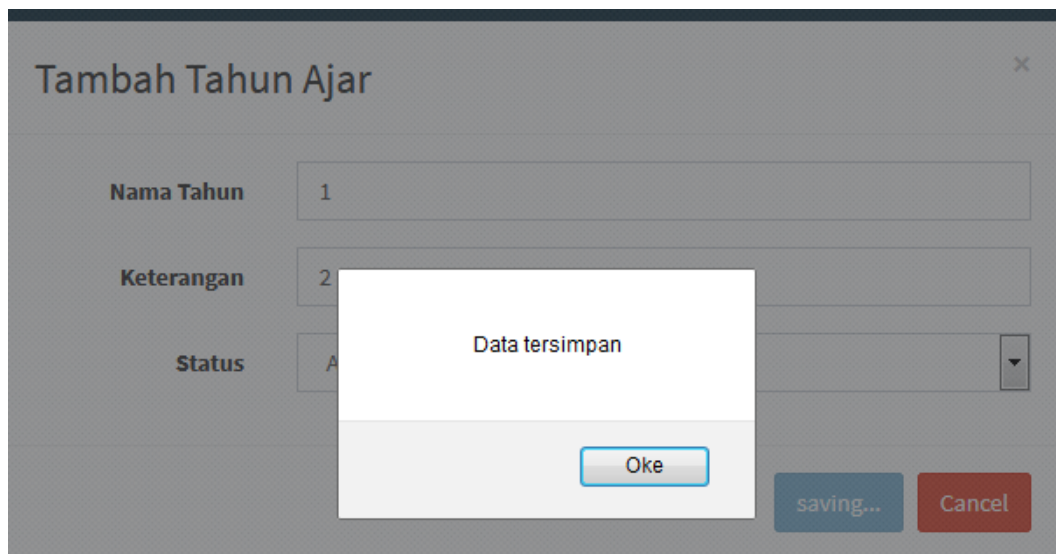 Tambah Tahun Ajar
×
Nama Tahun 1
Keterangan 2
Data tersimpan
Status A
Oke
saving... Cancel